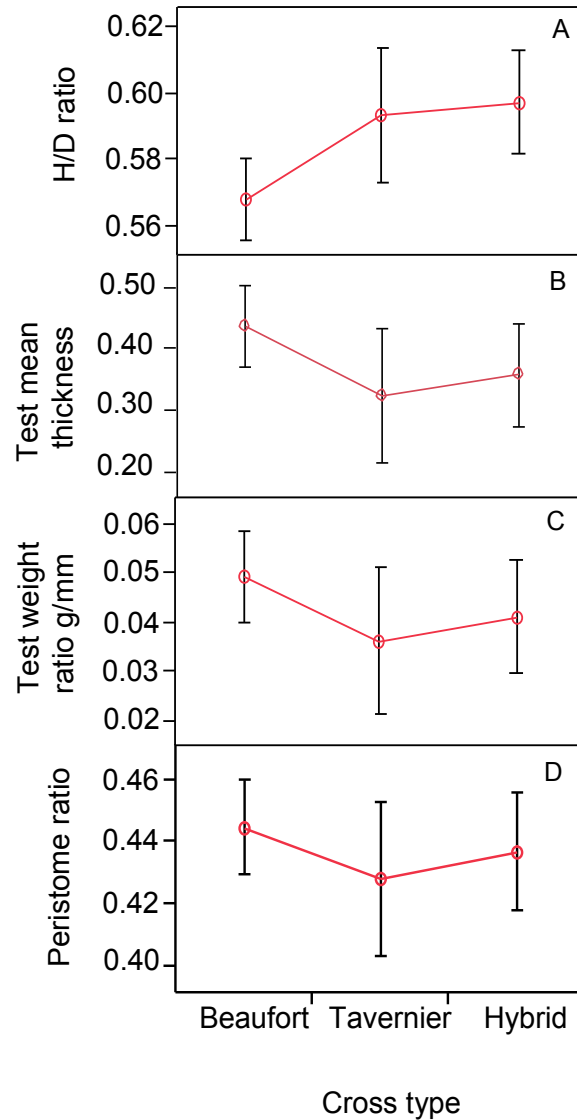 A
H/D ratio
0.62
0.60
0.58
0.56
B
Test mean
thickness
0.50
0.40
0.30
0.20
C
Test weight
ratio g/mm
0.06
0.05
0.04
0.03
0.02
D
Peristome ratio
0.46
0.44
0.42
0.40
Beaufort Tavernier Hybrid
Cross type